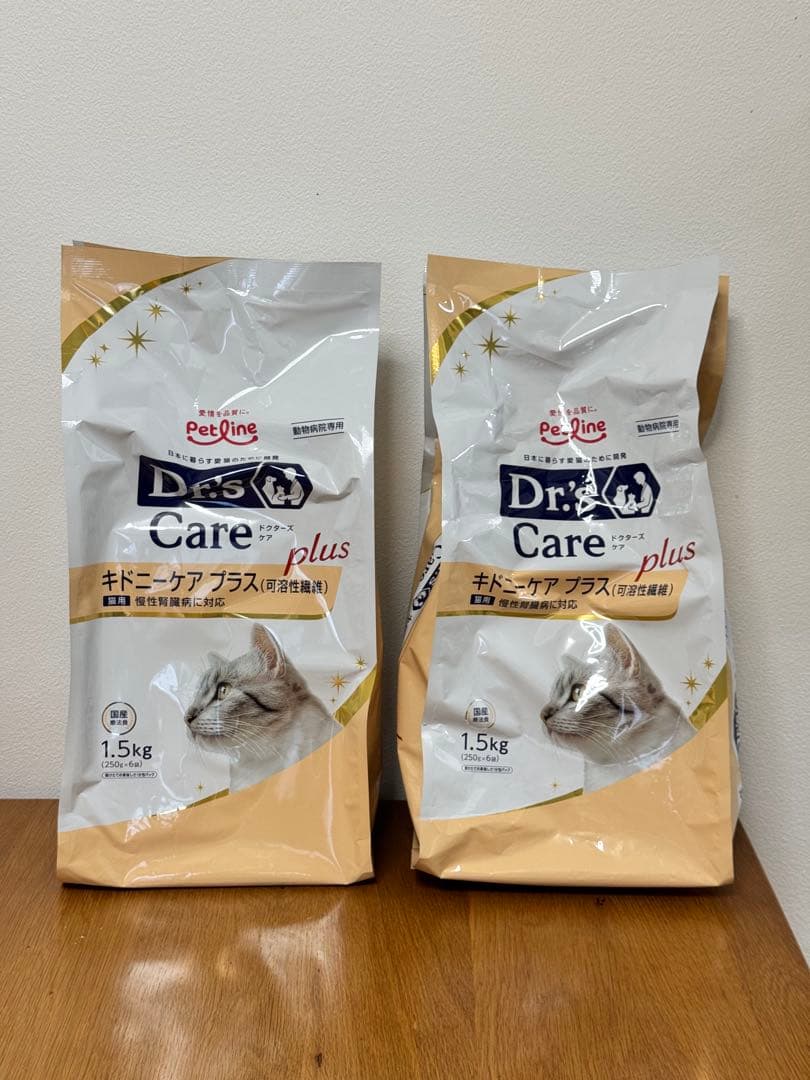 愛情を品質に。
Petline
動物病院専用
日本に暮らす愛猫のために開発
Dr.'s
Care
ドクターズ
ケア
plus
キドニーケア プラス(可溶性繊維)
猫用 慢性腎臓病に対応
国産
療法食
1.5kg
(250g×6袋)
愛情を品質に。
Petline
動物病院専用
日本に暮らす愛猫のために開発
Dr.'s
Care
ドクターズ
ケア
plus
キドニーケア プラス(可溶性繊維)
猫用 慢性腎臓病に対応
国産
療法食
1.5kg
(250g×6袋)